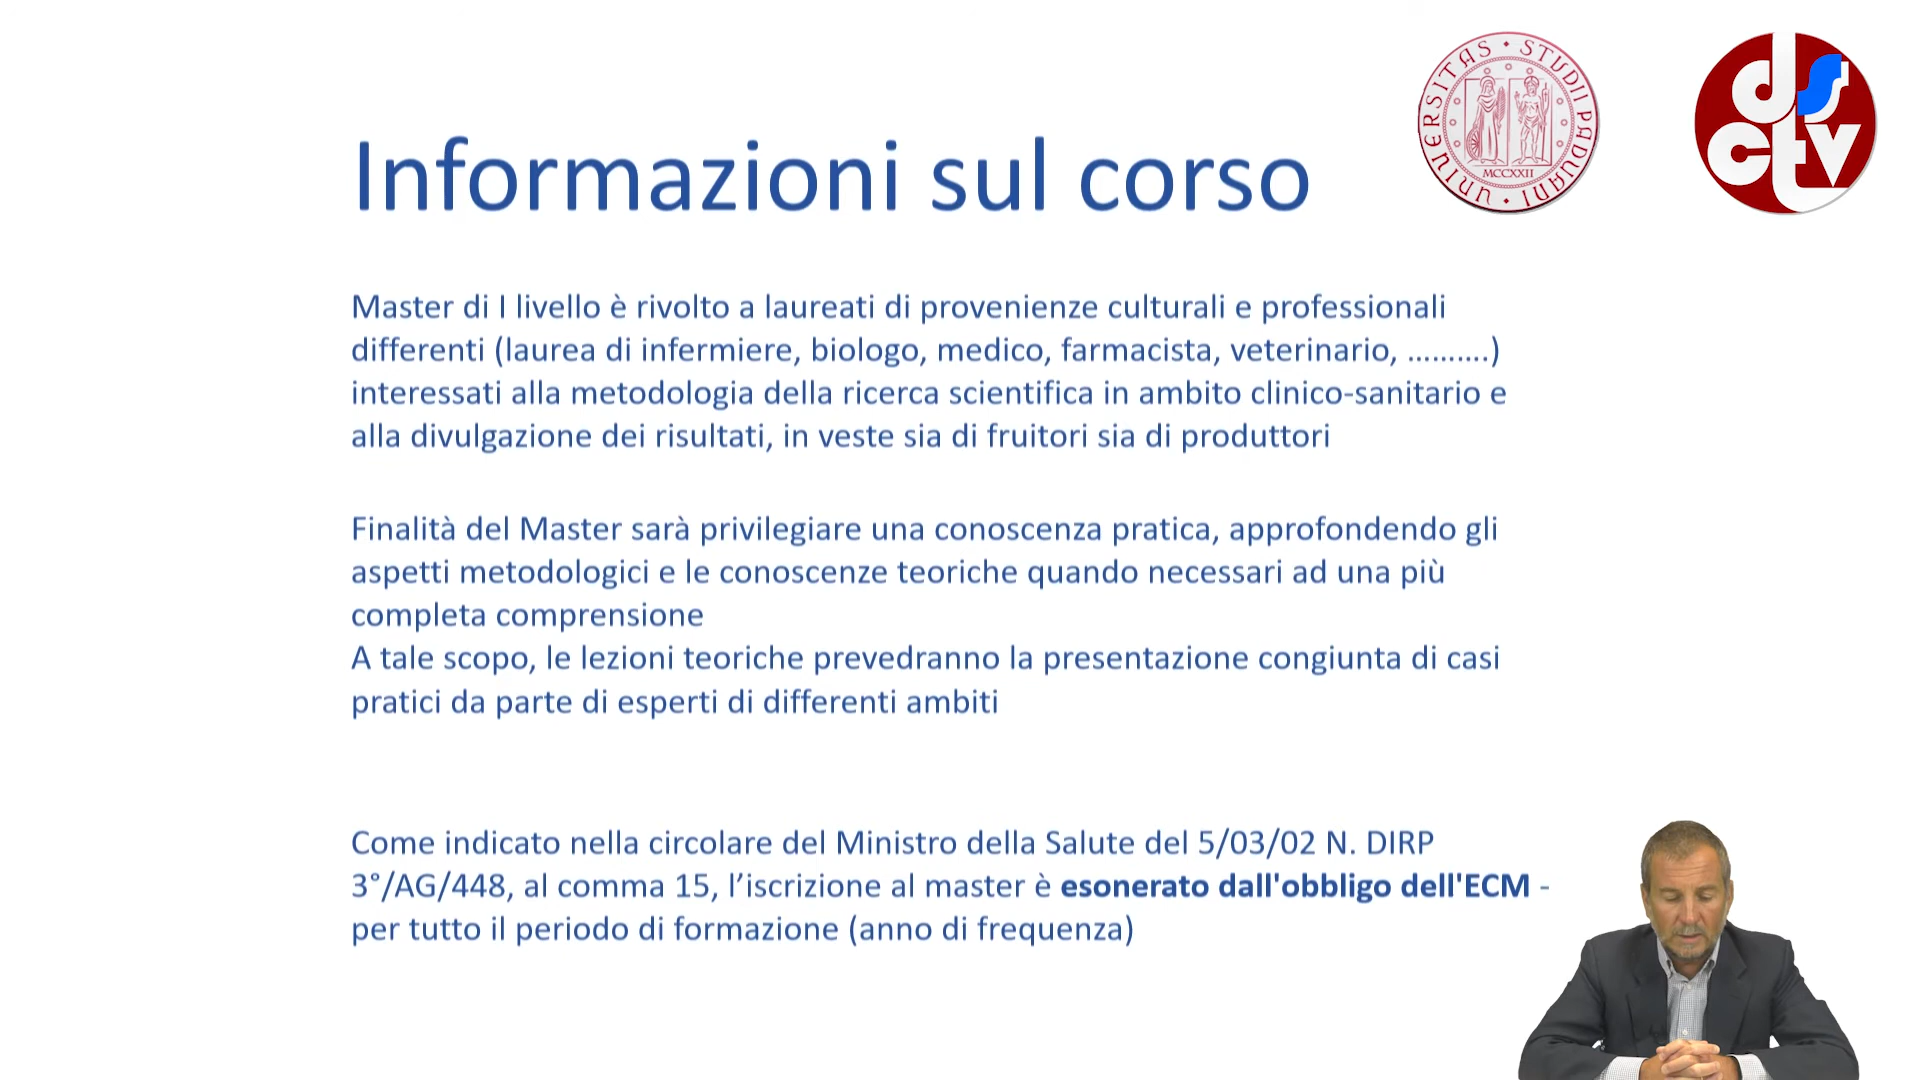 Informazioni sul corso
UNIVERSITAS STUDII PADUANI
MCCXXII
dsctv
Master di I livello è rivolto a laureati di provenienze culturali e professionali
differenti (laurea di infermiere, biologo, medico, farmacista, veterinario, ……….)
interessati alla metodologia della ricerca scientifica in ambito clinico-sanitario e
alla divulgazione dei risultati, in veste sia di fruitori sia di produttori
Finalità del Master sarà privilegiare una conoscenza pratica, approfondendo gli
aspetti metodologici e le conoscenze teoriche quando necessari ad una più
completa comprensione
A tale scopo, le lezioni teoriche prevedranno la presentazione congiunta di casi
pratici da parte di esperti di differenti ambiti
Come indicato nella circolare del Ministro della Salute del 5/03/02 N. DIRP
3°/AG/448, al comma 15, l’iscrizione al master è esonerato dall'obbligo dell'ECM -
per tutto il periodo di formazione (anno di frequenza)